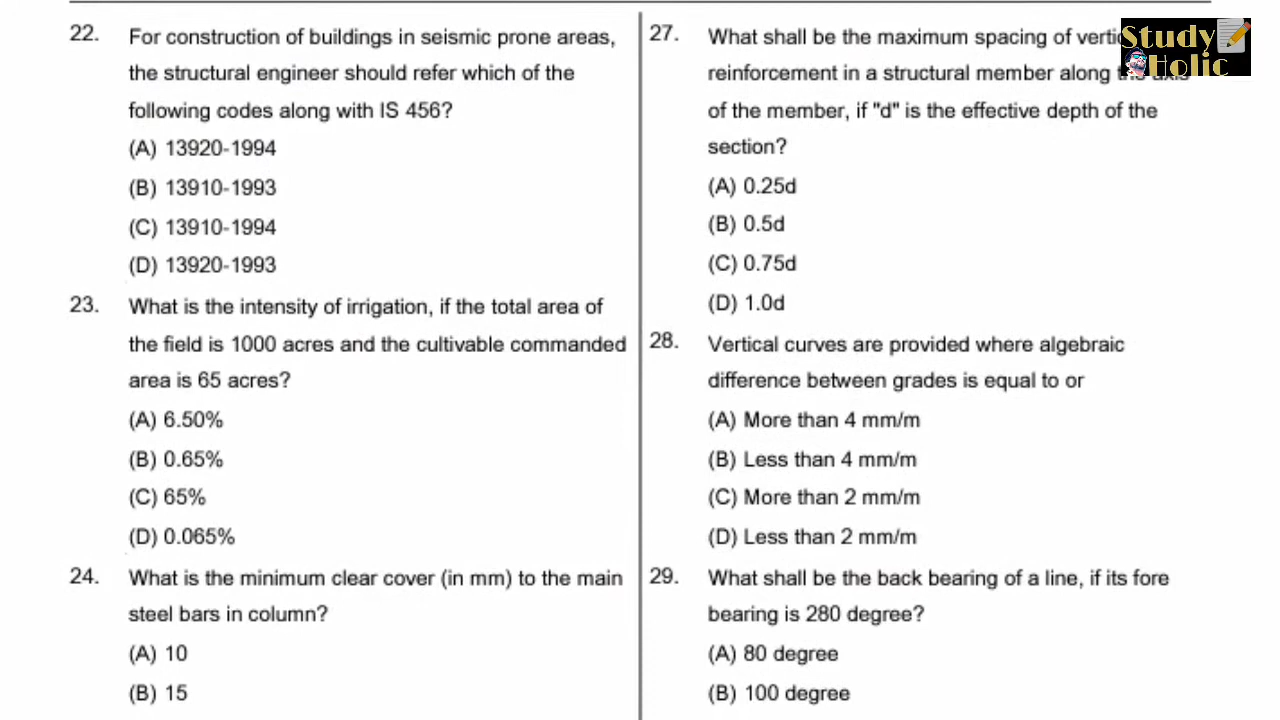 22. For construction of buildings in seismic prone areas,
the structural engineer should refer which of the
following codes along with IS 456?
(A) 13920-1994
(B) 13910-1993
(C) 13910-1994
(D) 13920-1993
23. What is the intensity of irrigation, if the total area of
the field is 1000 acres and the cultivable commanded
area is 65 acres?
(A) 6.50%
(B) 0.65%
(C) 65%
(D) 0.065%
24. What is the minimum clear cover (in mm) to the main
steel bars in column?
(A) 10
(B) 15
27. What shall be the maximum spacing of
reinforcement in a structural member along
of the member, if "d" is the effective depth of the
section?
(A) 0.25d
(B) 0.5d
(C) 0.75d
(D) 1.0d
28. Vertical curves are provided where algebraic
difference between grades is equal to or
(A) More than 4 mm/m
(B) Less than 4 mm/m
(C) More than 2 mm/m
(D) Less than 2 mm/m
29. What shall be the back bearing of a line, if its fore
bearing is 280 degree?
(A) 80 degree
(B) 100 degree
Study
Holic